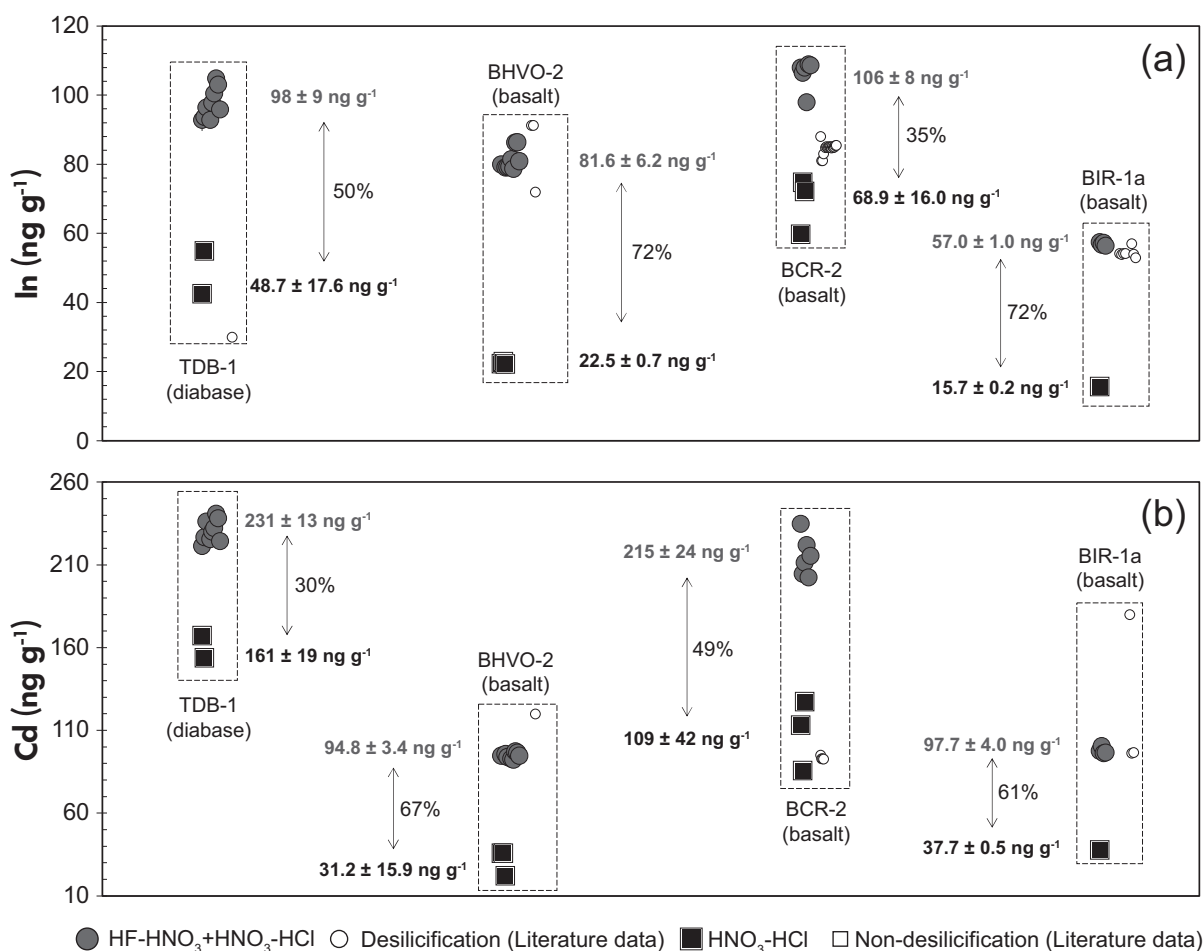 (a)
In (ng g⁻¹)
120
100
80
60
40
20
0
98 ± 9 ng g⁻¹
50%
48.7 ± 17.6 ng g⁻¹
TDB-1
(diabase)
BHVO-2
(basalt)
81.6 ± 6.2 ng g⁻¹
72%
22.5 ± 0.7 ng g⁻¹
106 ± 8 ng g⁻¹
35%
68.9 ± 16.0 ng g⁻¹
BCR-2
(basalt)
BIR-1a
(basalt)
57.0 ± 1.0 ng g⁻¹
72%
15.7 ± 0.2 ng g⁻¹
(b)
Cd (ng g⁻¹)
260
210
160
110
60
10
231 ± 13 ng g⁻¹
30%
161 ± 19 ng g⁻¹
TDB-1
(diabase)
BHVO-2
(basalt)
94.8 ± 3.4 ng g⁻¹
67%
31.2 ± 15.9 ng g⁻¹
215 ± 24 ng g⁻¹
49%
109 ± 42 ng g⁻¹
BCR-2
(basalt)
BIR-1a
(basalt)
97.7 ± 4.0 ng g⁻¹
61%
37.7 ± 0.5 ng g⁻¹
HF-HNO₃+HNO₃-HCl Desilicification (Literature data) HNO₃-HCl Non-desilicification (Literature data)